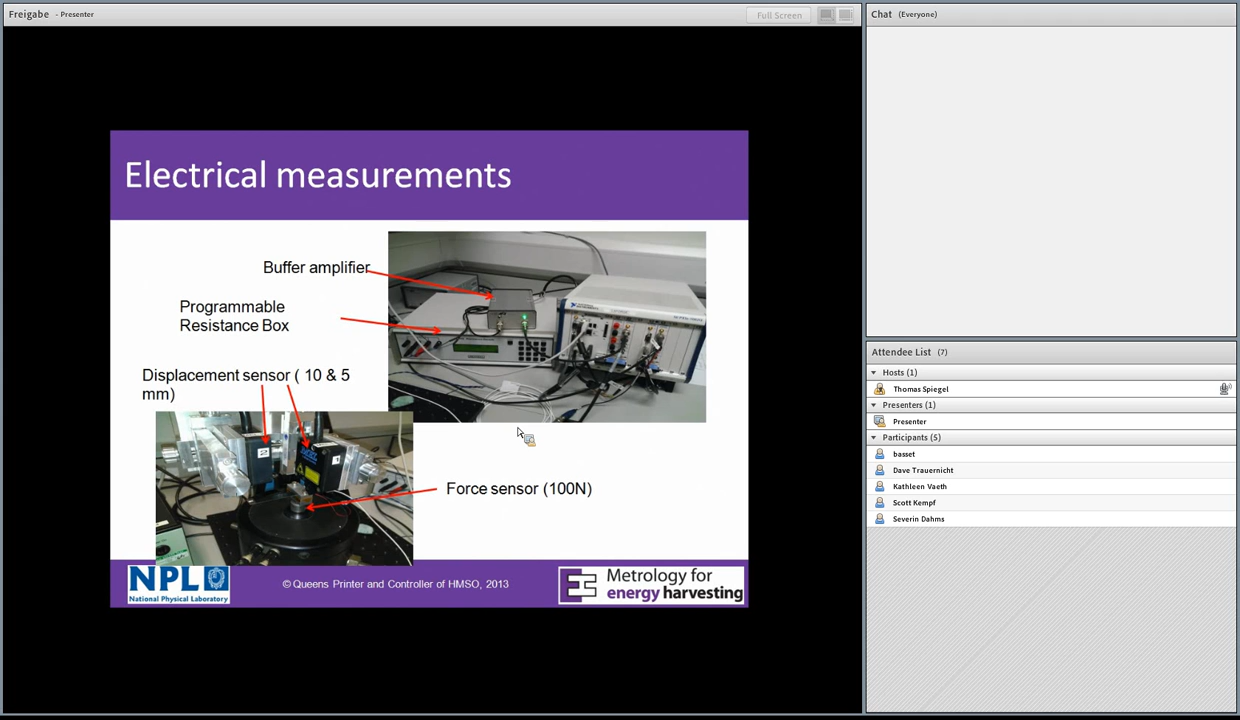 Freigabe - Presenter
Full Screen
Electrical measurements
Buffer amplifier
Programmable
Resistance Box
Displacement sensor ( 10 & 5
mm)
2
1
Force sensor (100N)
NPL
National Physical Laboratory
© Queens Printer and Controller of HMSO, 2013
Metrology for
energy harvesting
Chat (Everyone)
Attendee List (7)
Hosts (1)
Thomas Spiegel
Presenters (1)
Presenter
Participants (5)
basset
Dave Trauernicht
Kathleen Vaeth
Scott Kempf
Severin Dahms